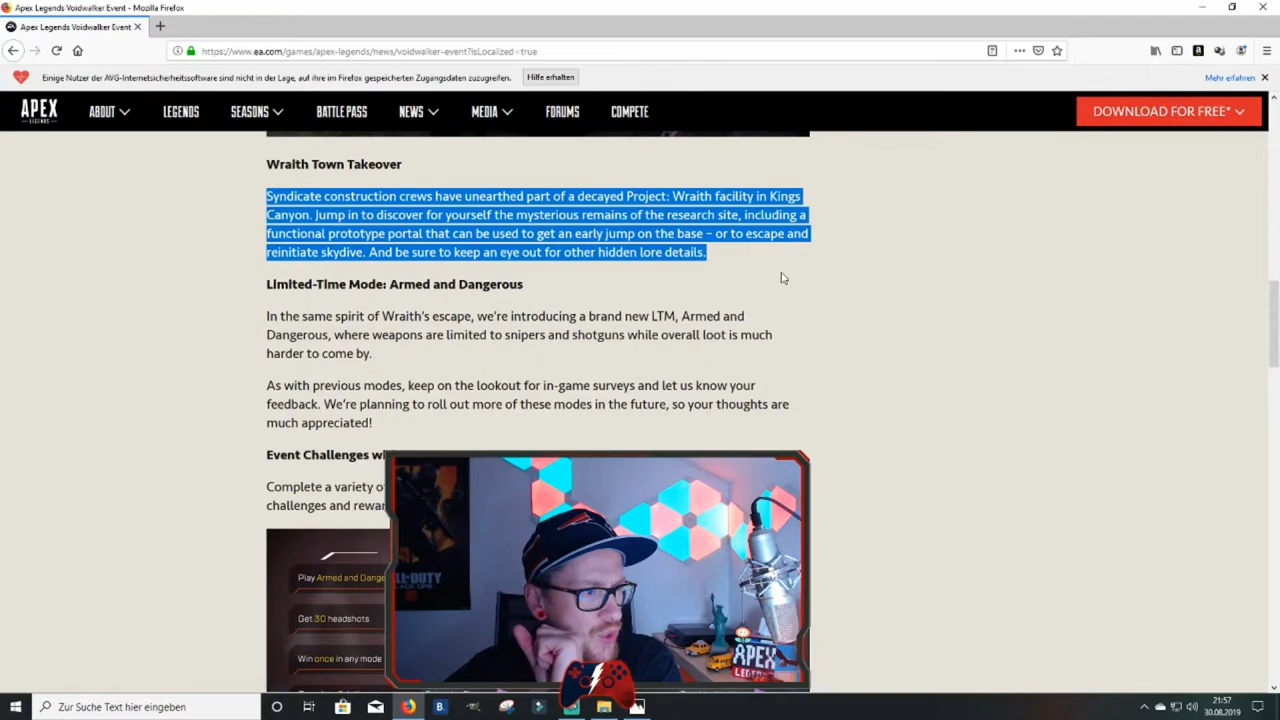 Apex Legends Voidwalker Event - Mozilla Firefox
Apex Legends Voidwalker Event
https://www.ea.com/games/apex-legends/news/voidwalker-event?isLocalized=true
Einige Nutzer der AVG-Internetsicherheitssoftware sind nicht in der Lage, auf ihre im Firefox gespeicherten Zugangsdaten zuzugreifen. Hilfe erhalten Mehr erfahren
APEX LEGENDS ABOUT LEGENDS SEASONS BATTLE PASS NEWS MEDIA FORUMS COMPETE DOWNLOAD FOR FREE*
Wraith Town Takeover
Syndicate construction crews have unearthed part of a decayed Project: Wraith facility in Kings
Canyon. Jump in to discover for yourself the mysterious remains of the research site, including a
functional prototype portal that can be used to get an early jump on the base – or to escape and
reinitiate skydive. And be sure to keep an eye out for other hidden lore details.
Limited-Time Mode: Armed and Dangerous
In the same spirit of Wraith's escape, we're introducing a brand new LTM, Armed and
Dangerous, where weapons are limited to snipers and shotguns while overall loot is much
harder to come by.
As with previous modes, keep on the lookout for in-game surveys and let us know your
feedback. We're planning to roll out more of these modes in the future, so your thoughts are
much appreciated!
Event Challenges
Complete a variety
challenges and
Play Armed and
CALL OF DUTY
Get 30 headshots
Win once in any mode
APEX
Zur Suche Text hier eingeben
21:57
30.08.2019